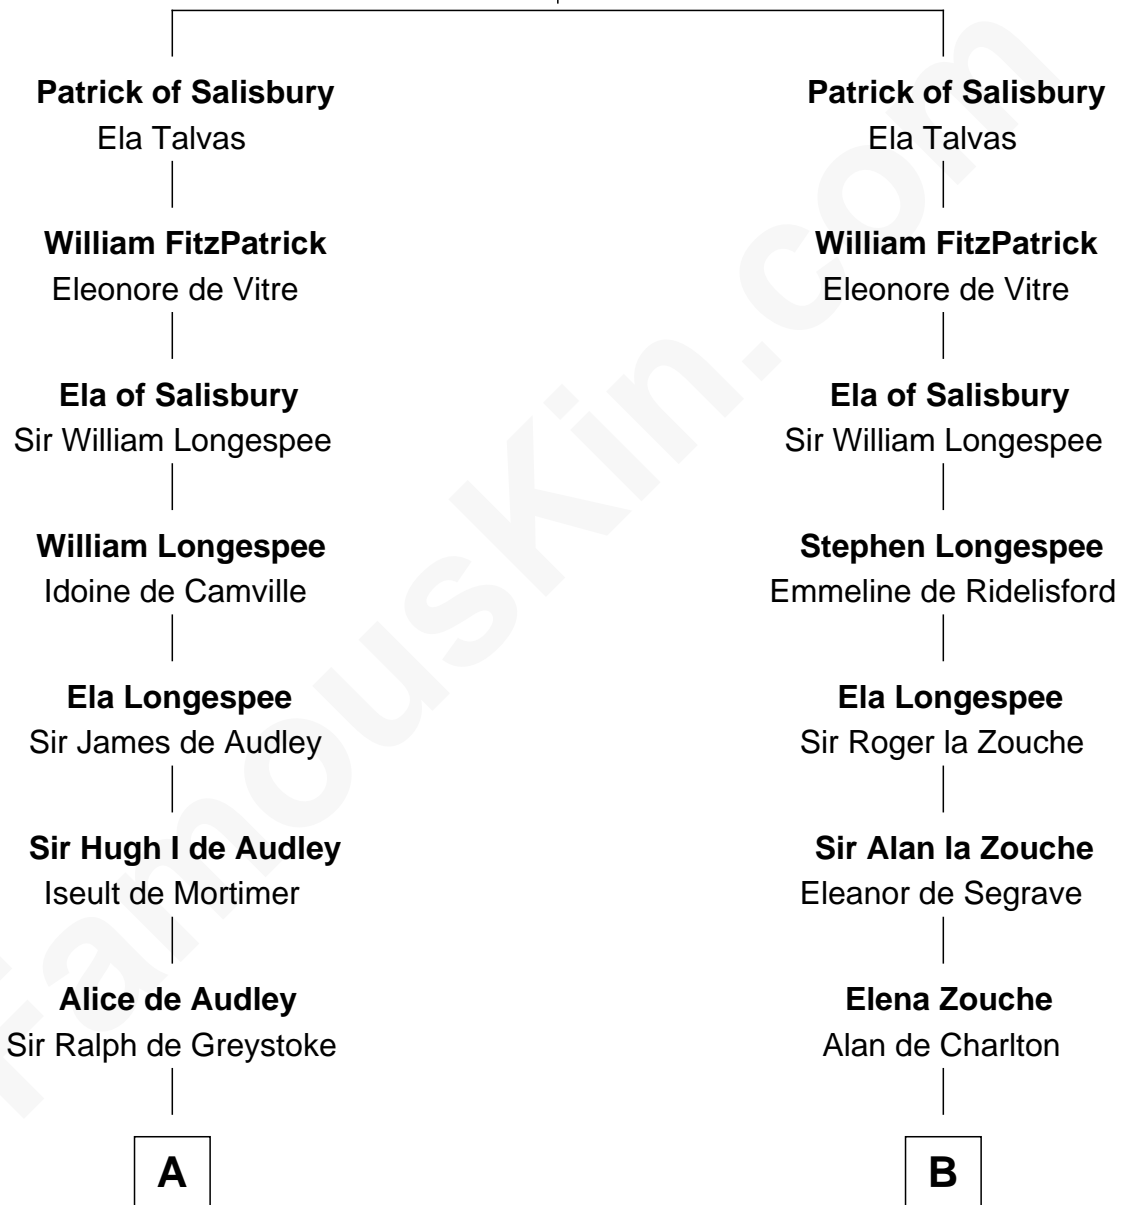 Patrick of Salisbury
Ela Talvas
William FitzPatrick
Eleonore de Vitre
Ela of Salisbury
Sir William Longespee
William Longespee
Idoine de Camville
Ela Longespee
Sir James de Audley
Sir Hugh I de Audley
Iseult de Mortimer
Alice de Audley
Sir Ralph de Greystoke
A
Patrick of Salisbury
Ela Talvas
William FitzPatrick
Eleonore de Vitre
Ela of Salisbury
Sir William Longespee
Stephen Longespee
Emmeline de Ridelisford
Ela Longespee
Sir Roger la Zouche
Sir Alan la Zouche
Eleanor de Segrave
Elena Zouche
Alan de Charlton
B
FamousKin.com